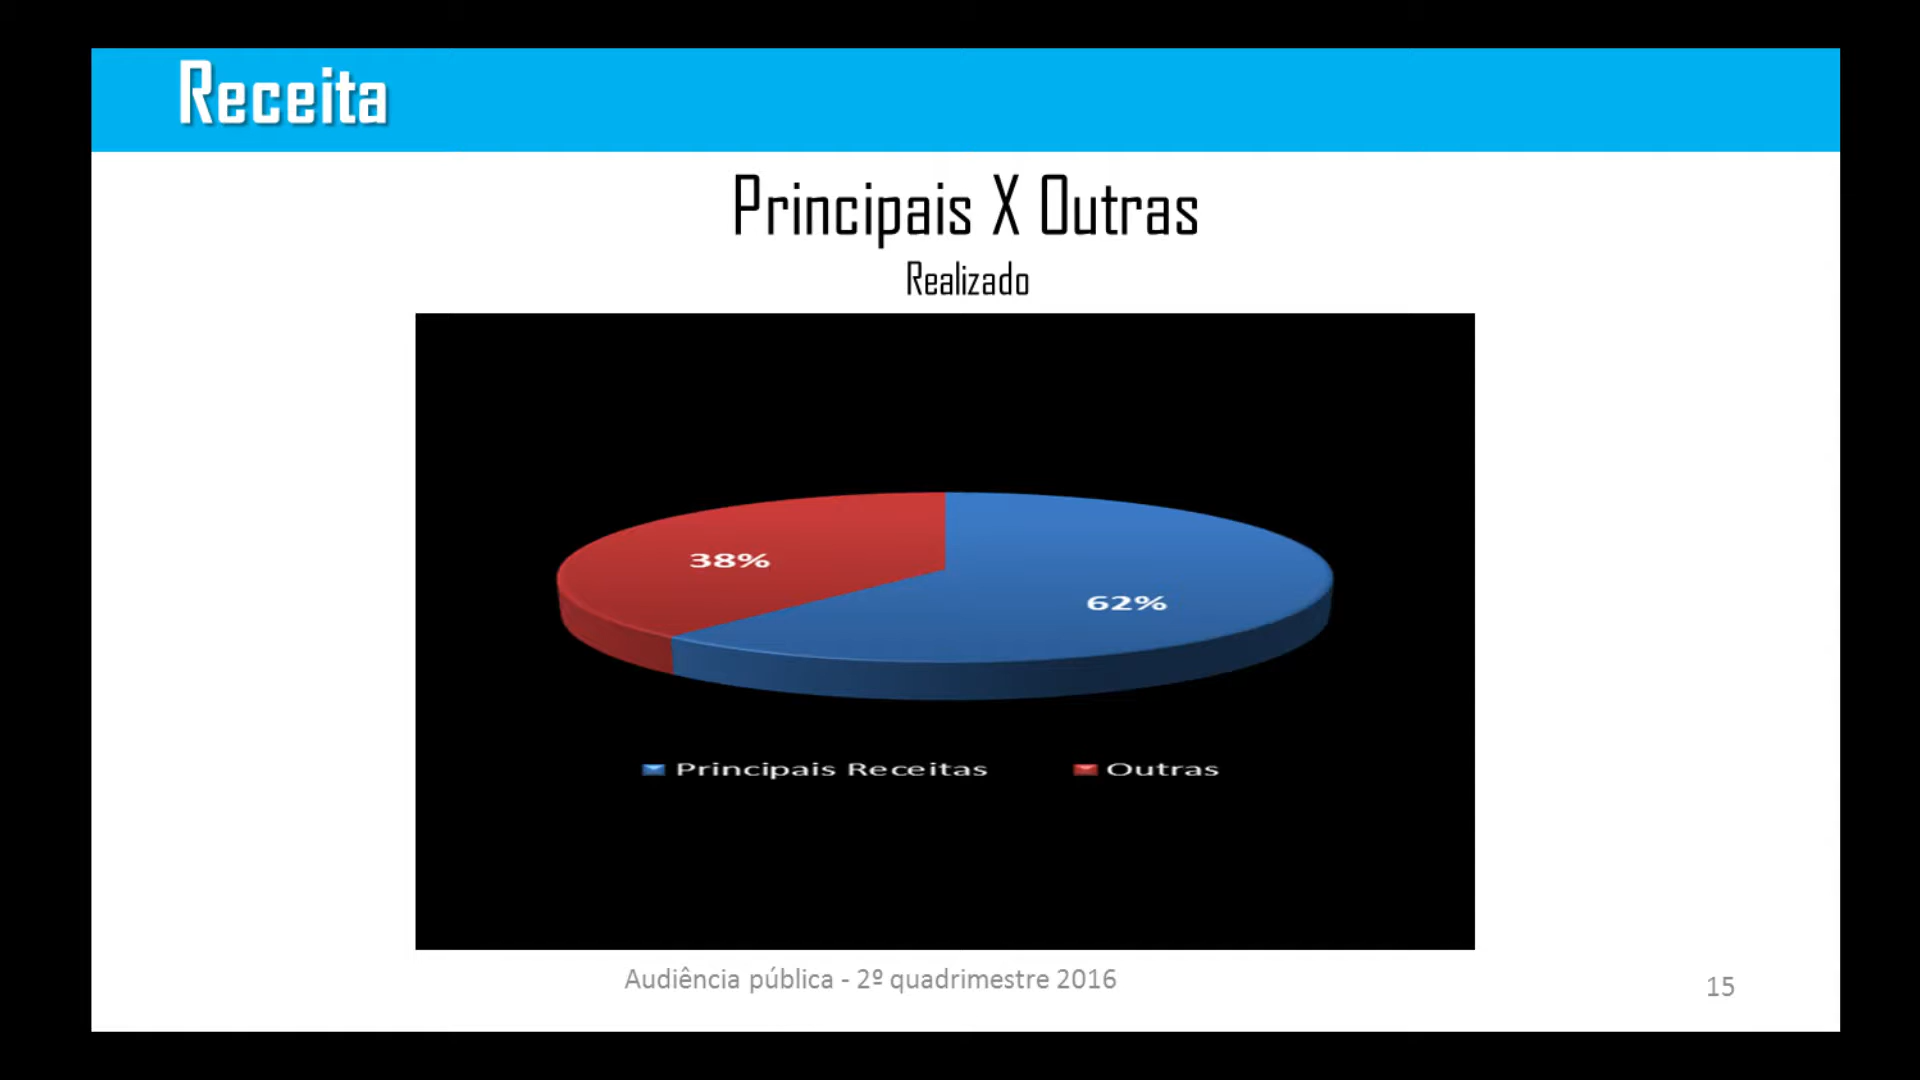 Receita
Principais X Outras
Realizado
38%
62%
Principais Receitas Outras
Audiência pública - 2º quadrimestre 2016
15